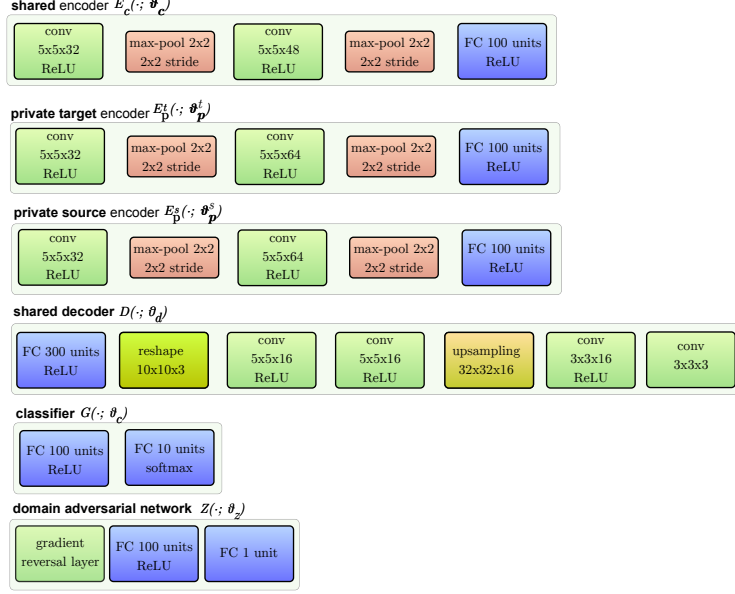 shared encoder E_c(·; ϑ_c)
conv
5x5x32
ReLU
max-pool 2x2
2x2 stride
conv
5x5x48
ReLU
max-pool 2x2
2x2 stride
FC 100 units
ReLU
private target encoder E_p^t(·; ϑ_p^t)
conv
5x5x32
ReLU
max-pool 2x2
2x2 stride
conv
5x5x64
ReLU
max-pool 2x2
2x2 stride
FC 100 units
ReLU
private source encoder E_p^s(·; ϑ_p^s)
conv
5x5x32
ReLU
max-pool 2x2
2x2 stride
conv
5x5x64
ReLU
max-pool 2x2
2x2 stride
FC 100 units
ReLU
shared decoder D(·; ϑ_d)
FC 300 units
ReLU
reshape
10x10x3
conv
5x5x16
ReLU
conv
5x5x16
ReLU
upsampling
32x32x16
conv
3x3x16
ReLU
conv
3x3x3
classifier G(·; ϑ_c)
FC 100 units
ReLU
FC 10 units
softmax
domain adversarial network Z(·; ϑ_z)
gradient
reversal layer
FC 100 units
ReLU
FC 1 unit